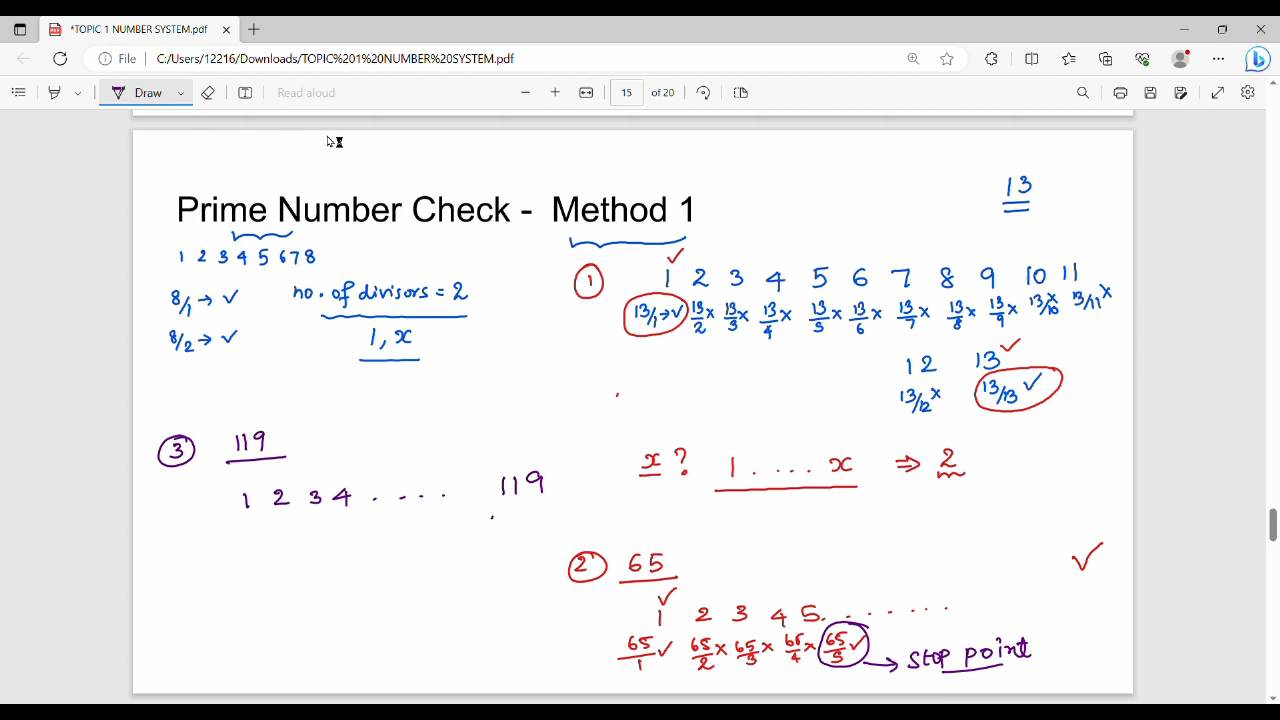 *TOPIC 1 NUMBER SYSTEM.pdf
File C:/Users/12216/Downloads/TOPIC%201%20NUMBER%20SYSTEM.pdf
Draw Read aloud 15 of 20
13
Prime Number Check - Method 1
1 2 3 4 5 6 7 8
8/1 → ✓
8/2 → ✓
no. of divisors = 2
1, x
① 1 ✓ 2 3 4 5 6 7 8 9 10 11
13/1 → ✓ 13/2 x 13/3 x 13/4 x 13/5 x 13/6 x 13/7 x 13/8 x 13/9 x 13/10 x 13/11 x
12 13 ✓
13/12 x 13/13 ✓
③ 119
1 2 3 4 . . . . 119
x ? 1 . . . . x ⇒ 2
② 65 ✓
1 ✓ 2 3 4 5 . . . . . . .
65/1 ✓ 65/2 x 65/3 x 65/4 x 65/5 ✓ → stop point